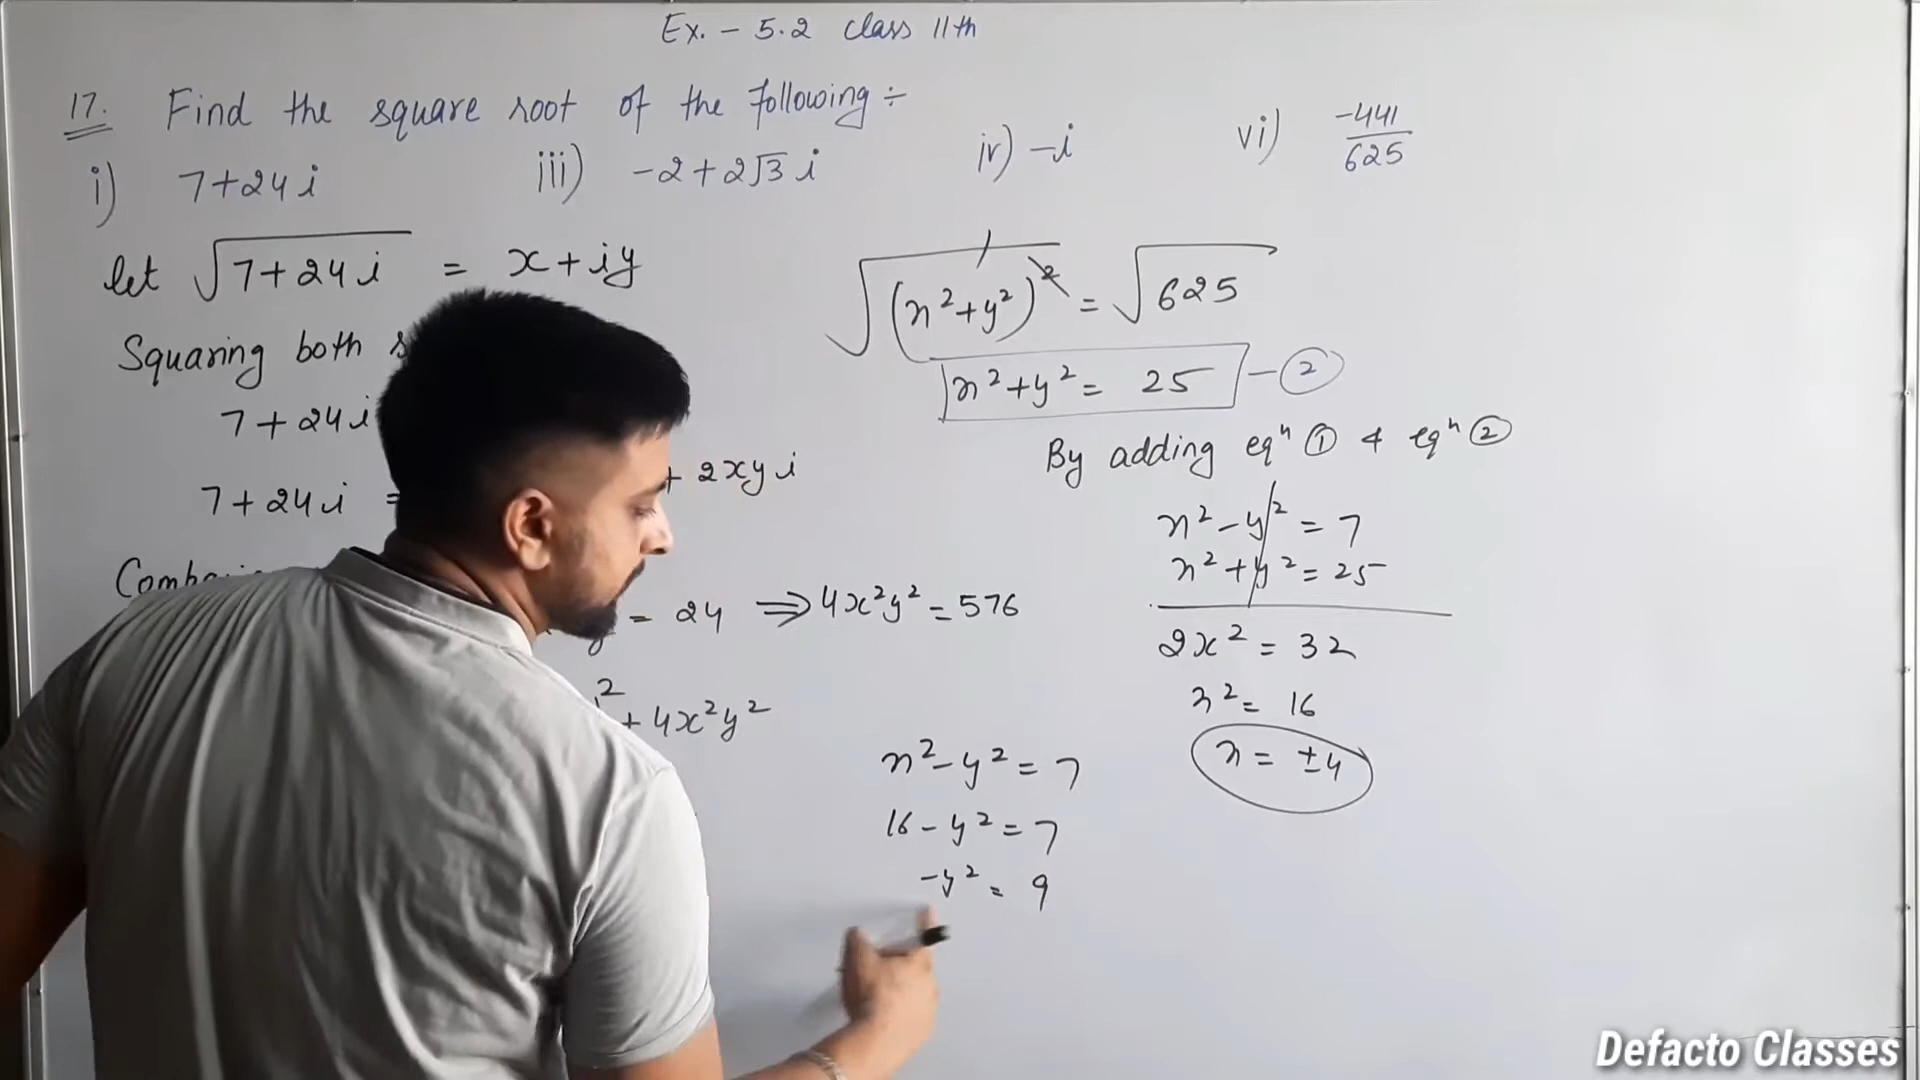 Ex. - 5.2 class 11th
17. Find the square root of the following ÷
i) 7+24i iii) -2+2√3 i iv) -i vi) -441/625
let √7+24i = x+iy
Squaring both
7+24i
7+24i = + 2xyi
= 24 ⇒ 4x²y² = 576
² + 4x²y²
√(x²+y²)² = √625
x²+y² = 25 - ②
By adding eqⁿ ① & eqⁿ ②
x²-y² = 7
x²+y² = 25
2x² = 32
x² = 16
x = ±4
x²-y² = 7
16-y² = 7
-y² = 9
Defacto Classes